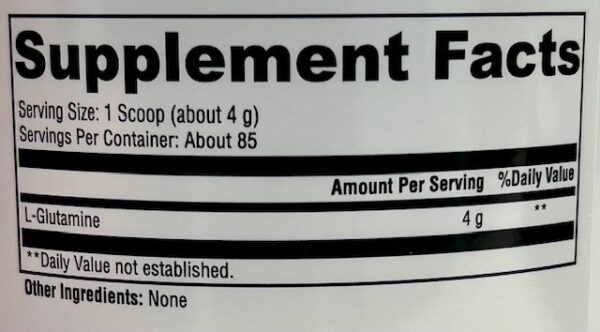 Supplement Facts
Serving Size: 1 Scoop (about 4 g)
Servings Per Container: About 85
Amount Per Serving %Daily Value
L-Glutamine 4 g **
**Daily Value not established.
Other Ingredients: None